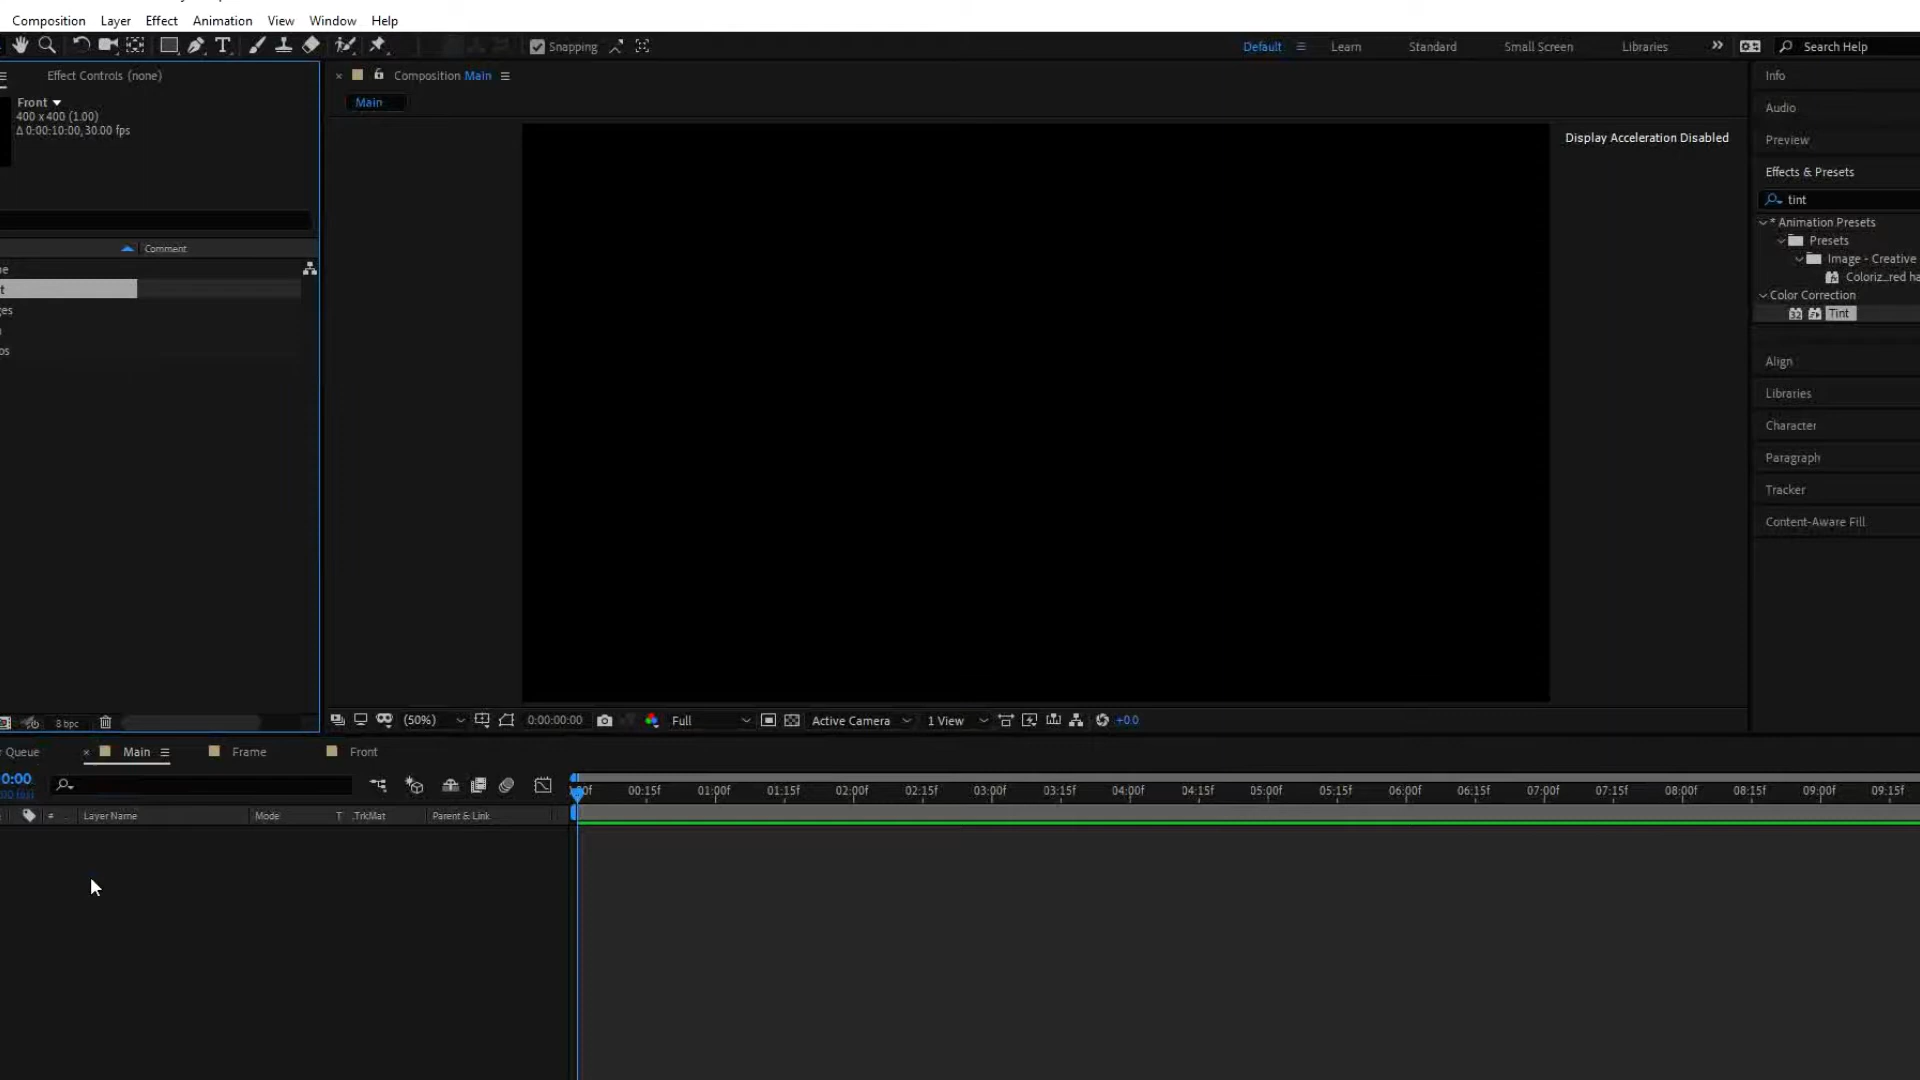 Composition Layer Effect Animation View Window Help
Snapping Default Learn Standard Small Screen Libraries Search Help
Effect Controls (none)
Front
400 x 400 (1.00)
Δ 0:00:10:00, 30.00 fps
Comment
8 bpc
Composition Main
Main
Display Acceleration Disabled
(50%) 0:00:00:00 Full Active Camera 1 View +0.0
Info
Audio
Preview
Effects & Presets
tint
* Animation Presets
Presets
Image - Creative
Coloriz...red ha
Color Correction
32 Tint
Align
Libraries
Character
Paragraph
Tracker
Content-Aware Fill
Queue Main Frame Front
0:00
# Layer Name Mode T .TrkMat Parent & Link
00:15f 01:00f 01:15f 02:00f 02:15f 03:00f 03:15f 04:00f 04:15f 05:00f 05:15f 06:00f 06:15f 07:00f 07:15f 08:00f 08:15f 09:00f 09:15f